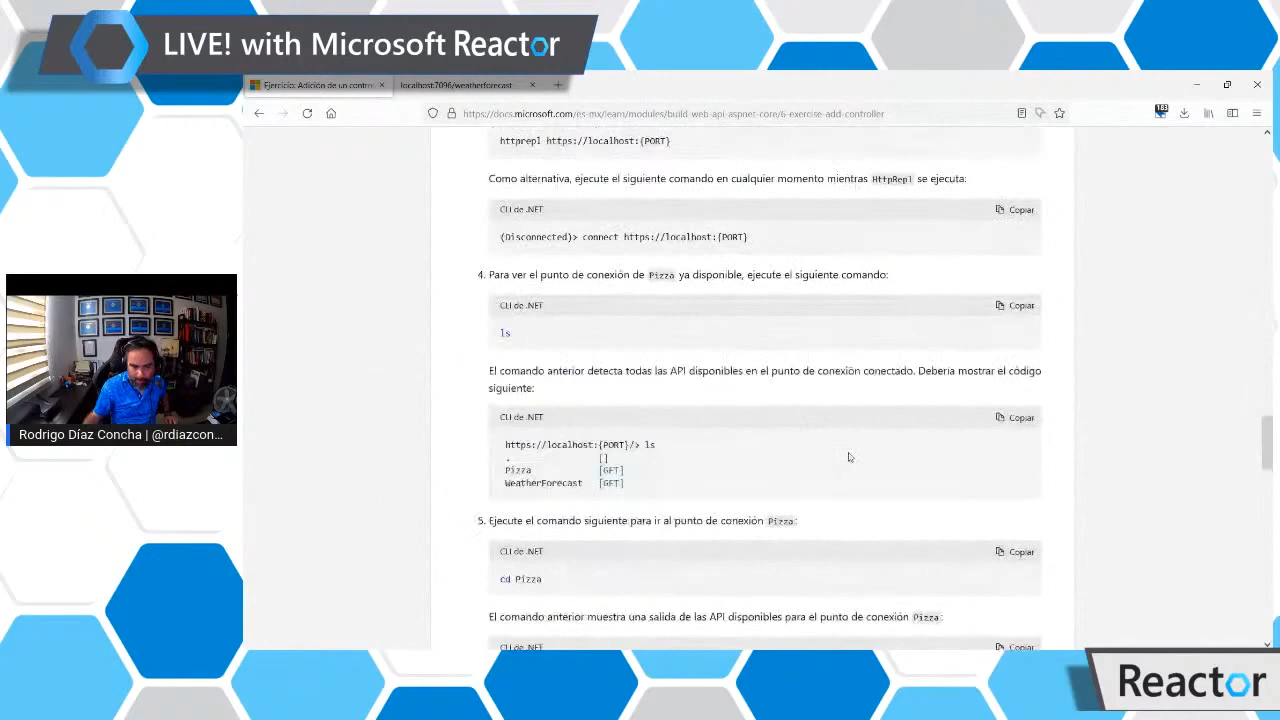 LIVE! with Microsoft Reactor
Ejercicio: Adición de un contro
localhost:7096/weatherforecast
https://docs.microsoft.com/es-mx/learn/modules/build-web-api-aspnet-core/6-exercise-add-controller
183
httprepl https://localhost:{PORT}
Como alternativa, ejecute el siguiente comando en cualquier momento mientras HttpRepl se ejecuta:
CLI de .NET
Copiar
(Disconnected)> connect https://localhost:{PORT}
4. Para ver el punto de conexión de Pizza ya disponible, ejecute el siguiente comando:
CLI de .NET
Copiar
ls
El comando anterior detecta todas las API disponibles en el punto de conexión conectado. Debería mostrar el código
siguiente:
CLI de .NET
Copiar
https://localhost:{PORT}/> ls
. []
Pizza [GET]
WeatherForecast [GET]
5. Ejecute el comando siguiente para ir al punto de conexión Pizza:
CLI de .NET
Copiar
cd Pizza
El comando anterior muestra una salida de las API disponibles para el punto de conexión Pizza:
CLI de .NET
Copiar
Rodrigo Díaz Concha | @rdiazcon...
Reactor